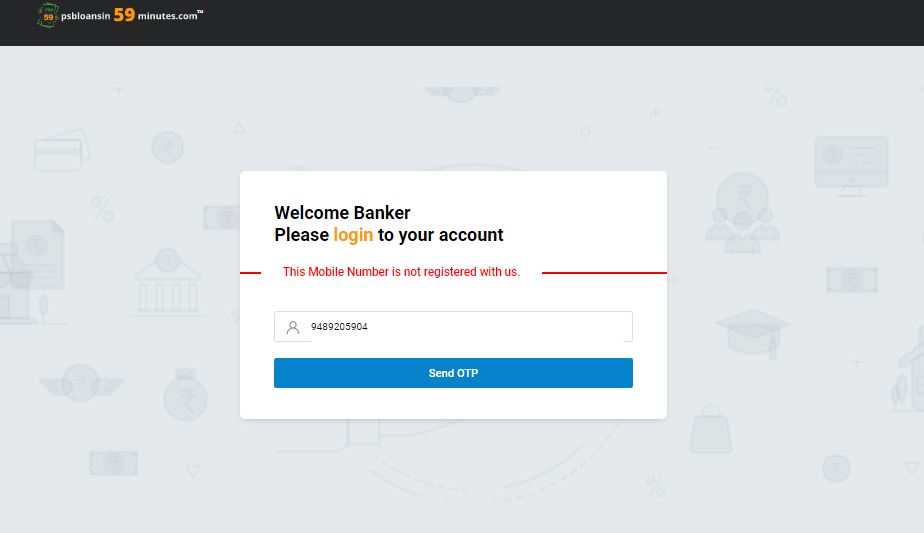 psbloansin 59 minutes.com™
Welcome Banker
Please login to your account
This Mobile Number is not registered with us.
9489205904
Send OTP